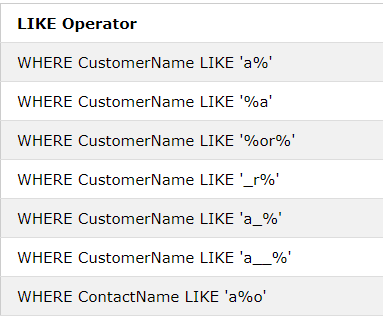 LIKE Operator
WHERE CustomerName LIKE 'a%'
WHERE CustomerName LIKE '%a'
WHERE CustomerName LIKE '%or%'
WHERE CustomerName LIKE '_r%'
WHERE CustomerName LIKE 'a_%'
WHERE CustomerName LIKE 'a__%'
WHERE ContactName LIKE 'a%o'